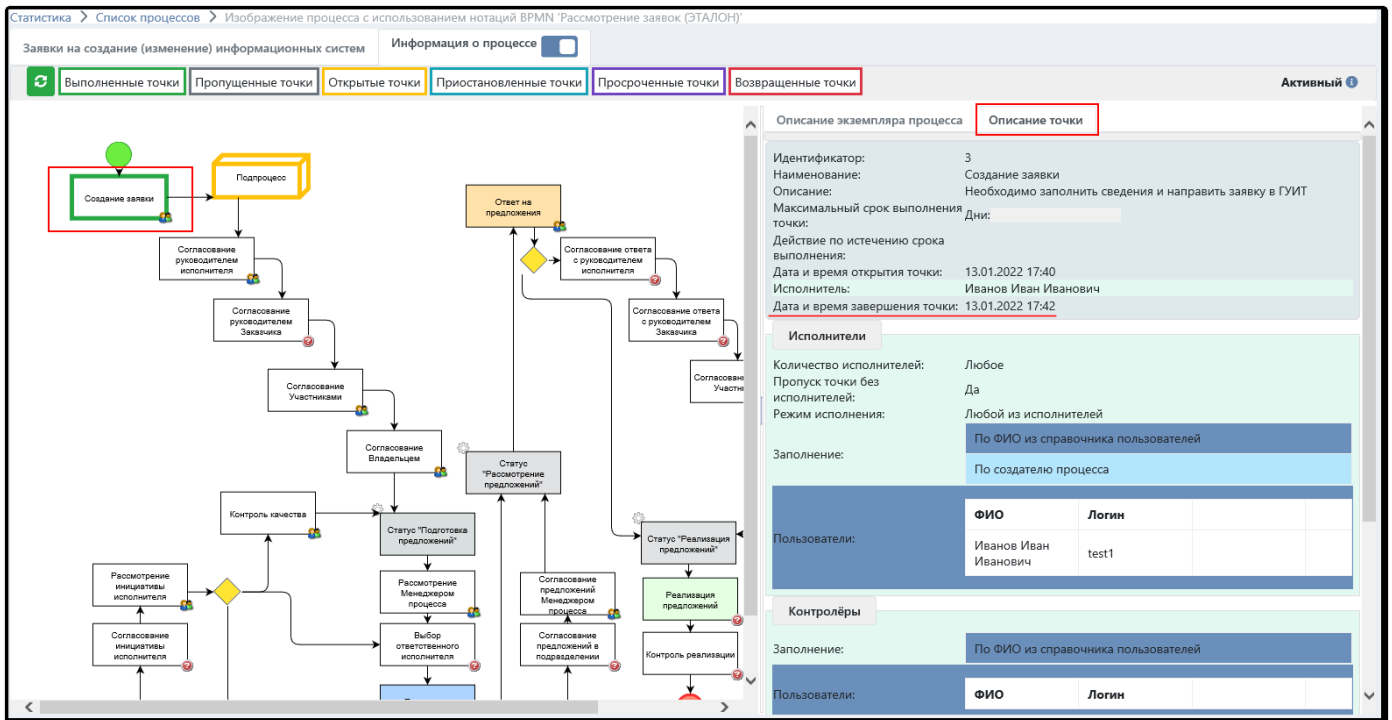 Статистика > Список процессов > Изображение процесса с использованием нотаций BPMN 'Рассмотрение заявок (ЭТАЛОН)'
Заявки на создание (изменение) информационных систем
Информация о процессе
Выполненные точки
Пропущенные точки
Открытые точки
Приостановленные точки
Просроченные точки
Возвращенные точки
Активный
Создание заявки
Подпроцесс
Согласование
руководителем
исполнителя
Согласование
руководителем
Заказчика
Согласование
Участниками
Согласование
Владельцем
Контроль качества
Статус "Подготовка
предложений"
Рассмотрение
инициативы
исполнителя
Согласование
инициативы
исполнителя
Рассмотрение
Менеджером
процесса
Выбор
ответственного
исполнителя
Ответ на
предложения
Согласование ответа
с руководителем
исполнителя
Согласование ответа
с руководителем
Заказчика
Статус
"Рассмотрение
предложений"
Согласование
предложений
Менеджером
процесса
Согласование
предложений в
подразделении
Статус "Реализация
предложений"
Реализация
предложений
Контроль реализации
Описание экземпляра процесса
Описание точки
Идентификатор: 3
Наименование: Создание заявки
Описание: Необходимо заполнить сведения и направить заявку в ГУИТ
Максимальный срок выполнения
точки: Дни:
Действие по истечению срока
выполнения:
Дата и время открытия точки: 13.01.2022 17:40
Исполнитель: Иванов Иван Иванович
Дата и время завершения точки: 13.01.2022 17:42
Исполнители
Количество исполнителей: Любое
Пропуск точки без
исполнителей: Да
Режим исполнения: Любой из исполнителей
Заполнение:
По ФИО из справочника пользователей
По создателю процесса
Пользователи:
ФИО Логин
Иванов Иван
Иванович
test1
Контролёры
Заполнение: По ФИО из справочника пользователей
Пользователи: ФИО Логин